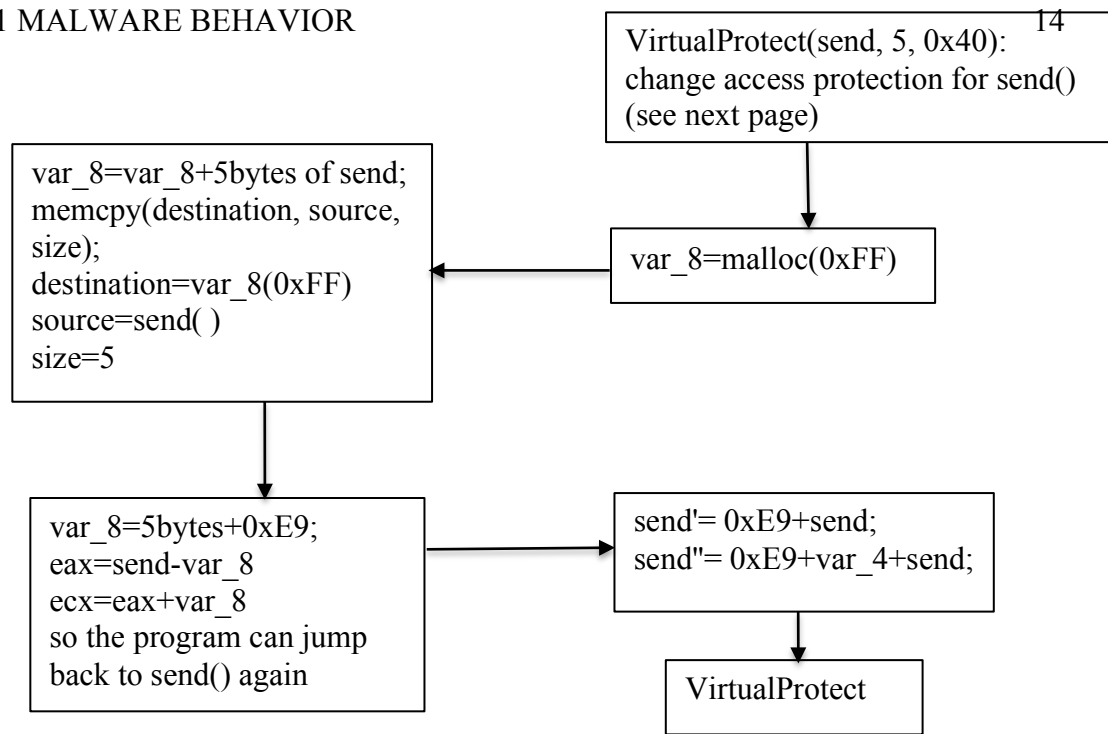 1 MALWARE BEHAVIOR
14
VirtualProtect(send, 5, 0x40):
change access protection for send()
(see next page)
var_8=malloc(0xFF)
var_8=var_8+5bytes of send;
memcpy(destination, source,
size);
destination=var_8(0xFF)
source=send( )
size=5
var_8=5bytes+0xE9;
eax=send-var_8
ecx=eax+var_8
so the program can jump
back to send() again
send'= 0xE9+send;
send"= 0xE9+var_4+send;
VirtualProtect